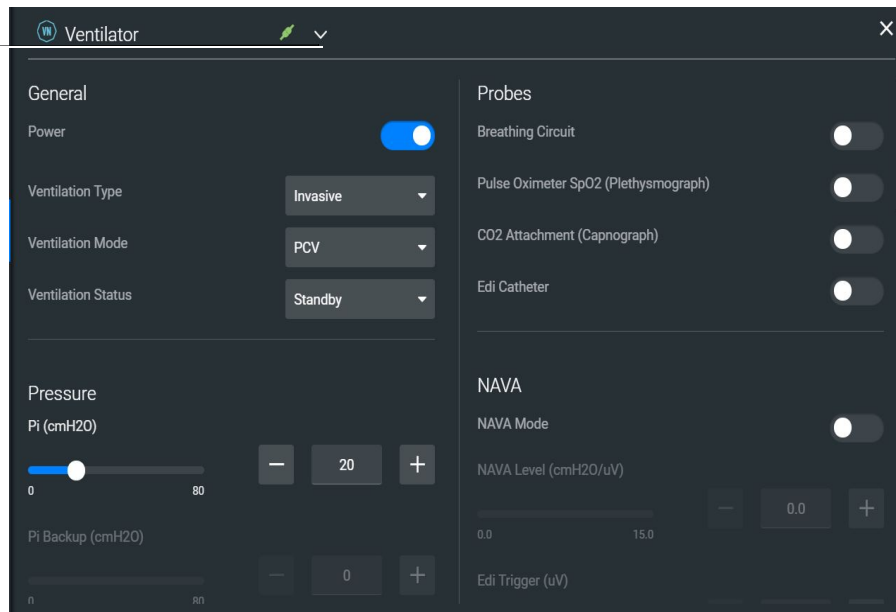 VN Ventilator
General
Power
Ventilation Type Invasive
Ventilation Mode PCV
Ventilation Status Standby
Pressure
Pi (cmH2O)
20
0 80
Pi Backup (cmH2O)
0
0 80
Probes
Breathing Circuit
Pulse Oximeter SpO2 (Plethysmograph)
CO2 Attachment (Capnograph)
Edi Catheter
NAVA
NAVA Mode
NAVA Level (cmH2O/uV)
0.0
0.0 15.0
Edi Trigger (uV)